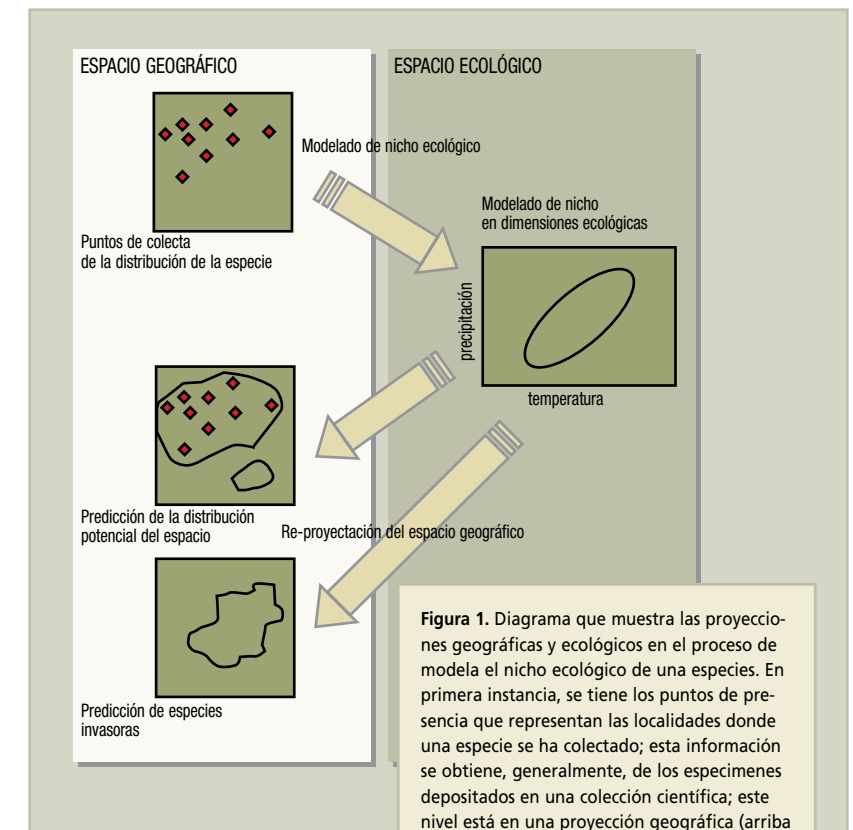 ESPACIO GEOGRÁFICO
ESPACIO ECOLÓGICO
Modelado de nicho ecológico
Puntos de colecta
de la distribución de la especie
Modelado de nicho
en dimensiones ecológicas
precipitación
temperatura
Predicción de la distribución
potencial del espacio
Re-proyectación del espacio geográfico
Predicción de especies
invasoras
Figura 1. Diagrama que muestra las proyeccio-
nes geográficas y ecológicos en el proceso de
modela el nicho ecológico de una especies. En
primera instancia, se tiene los puntos de pre-
sencia que representan las localidades donde
una especie se ha colectado; esta información
se obtiene, generalmente, de los especimenes
depositados en una colección científica; este
nivel está en una proyección geográfica (arriba